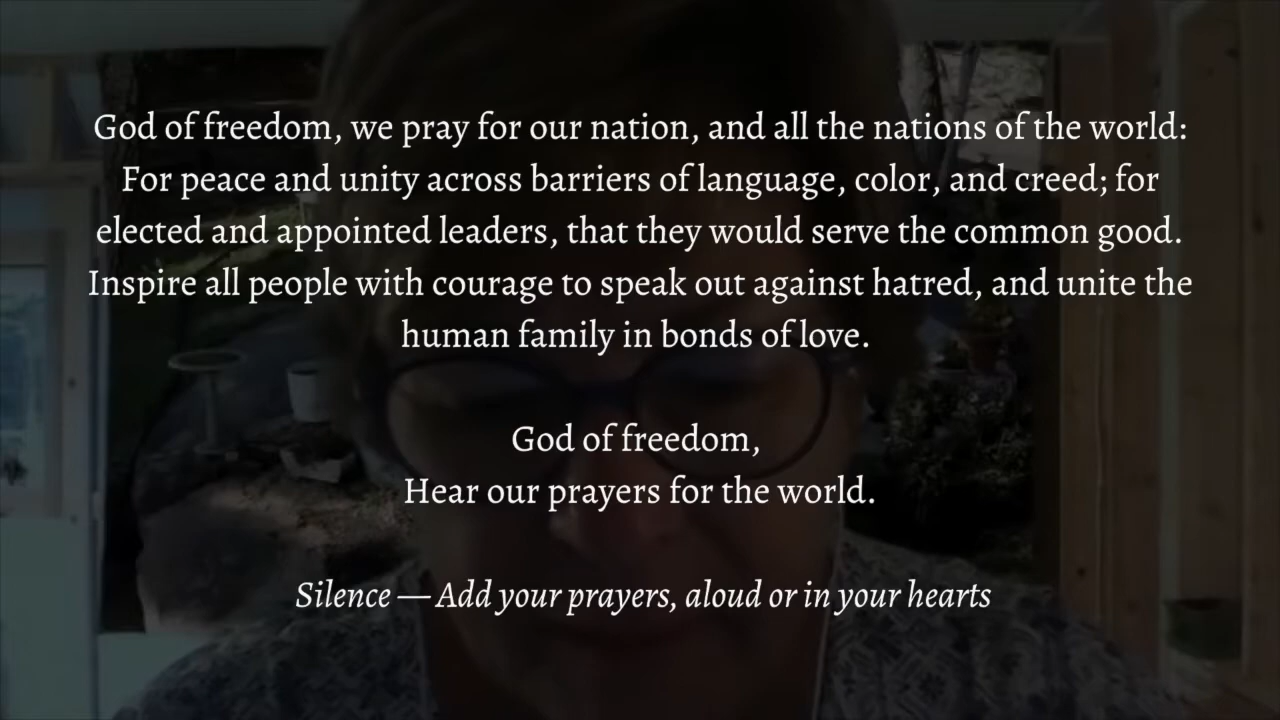 God of freedom, we pray for our nation, and all the nations of the world:
For peace and unity across barriers of language, color, and creed; for
elected and appointed leaders, that they would serve the common good.
Inspire all people with courage to speak out against hatred, and unite the
human family in bonds of love.
God of freedom,
Hear our prayers for the world.
Silence — Add your prayers, aloud or in your hearts